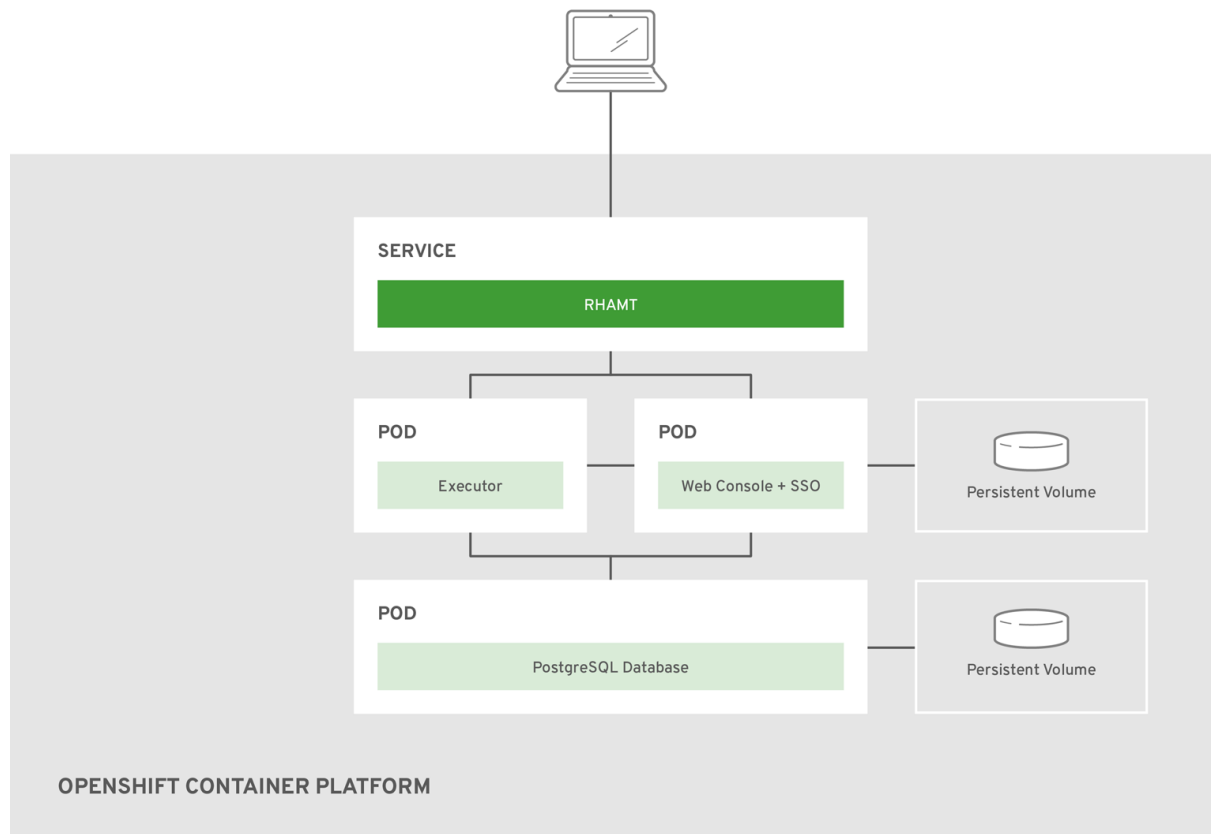 SERVICE
RHAMT
POD
Executor
POD
Web Console + SSO
Persistent Volume
POD
PostgreSQL Database
Persistent Volume
OPENSHIFT CONTAINER PLATFORM